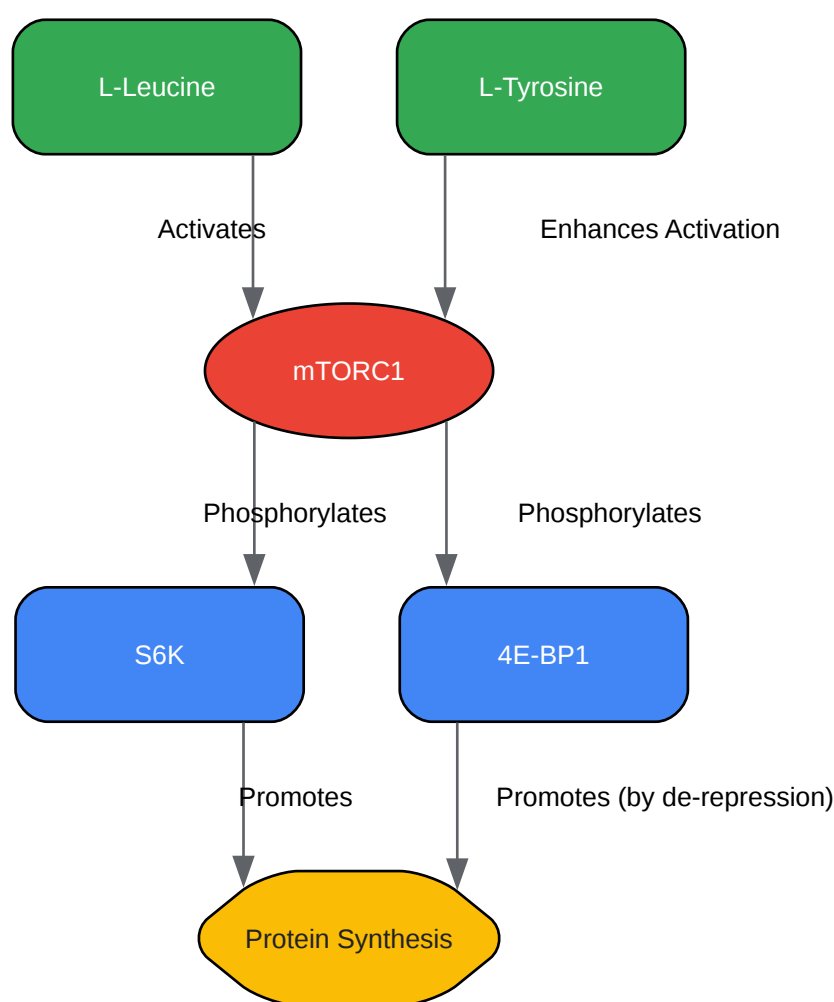 L-Leucine
L-Tyrosine
Activates
Enhances Activation
mTORC1
Phosphorylates
Phosphorylates
S6K
4E-BP1
Promotes
Promotes (by de-repression)
Protein Synthesis